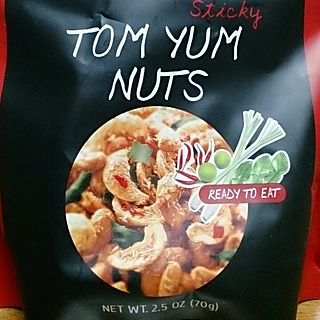 Sticky
TOM YUM
NUTS
READY TO EAT
NET WT. 2.5 OZ (70g)